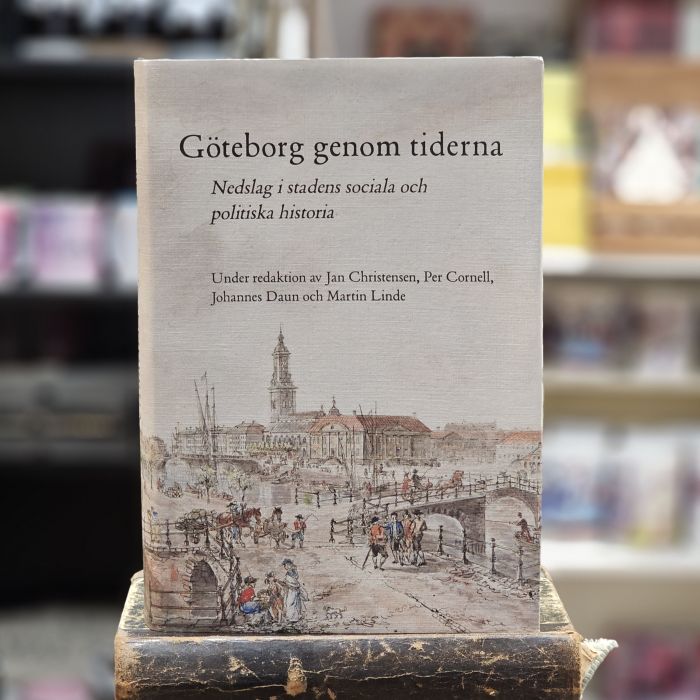 Göteborg genom tiderna
Nedslag i stadens sociala och
politiska historia
Under redaktion av Jan Christensen, Per Cornell,
Johannes Daun och Martin Linde